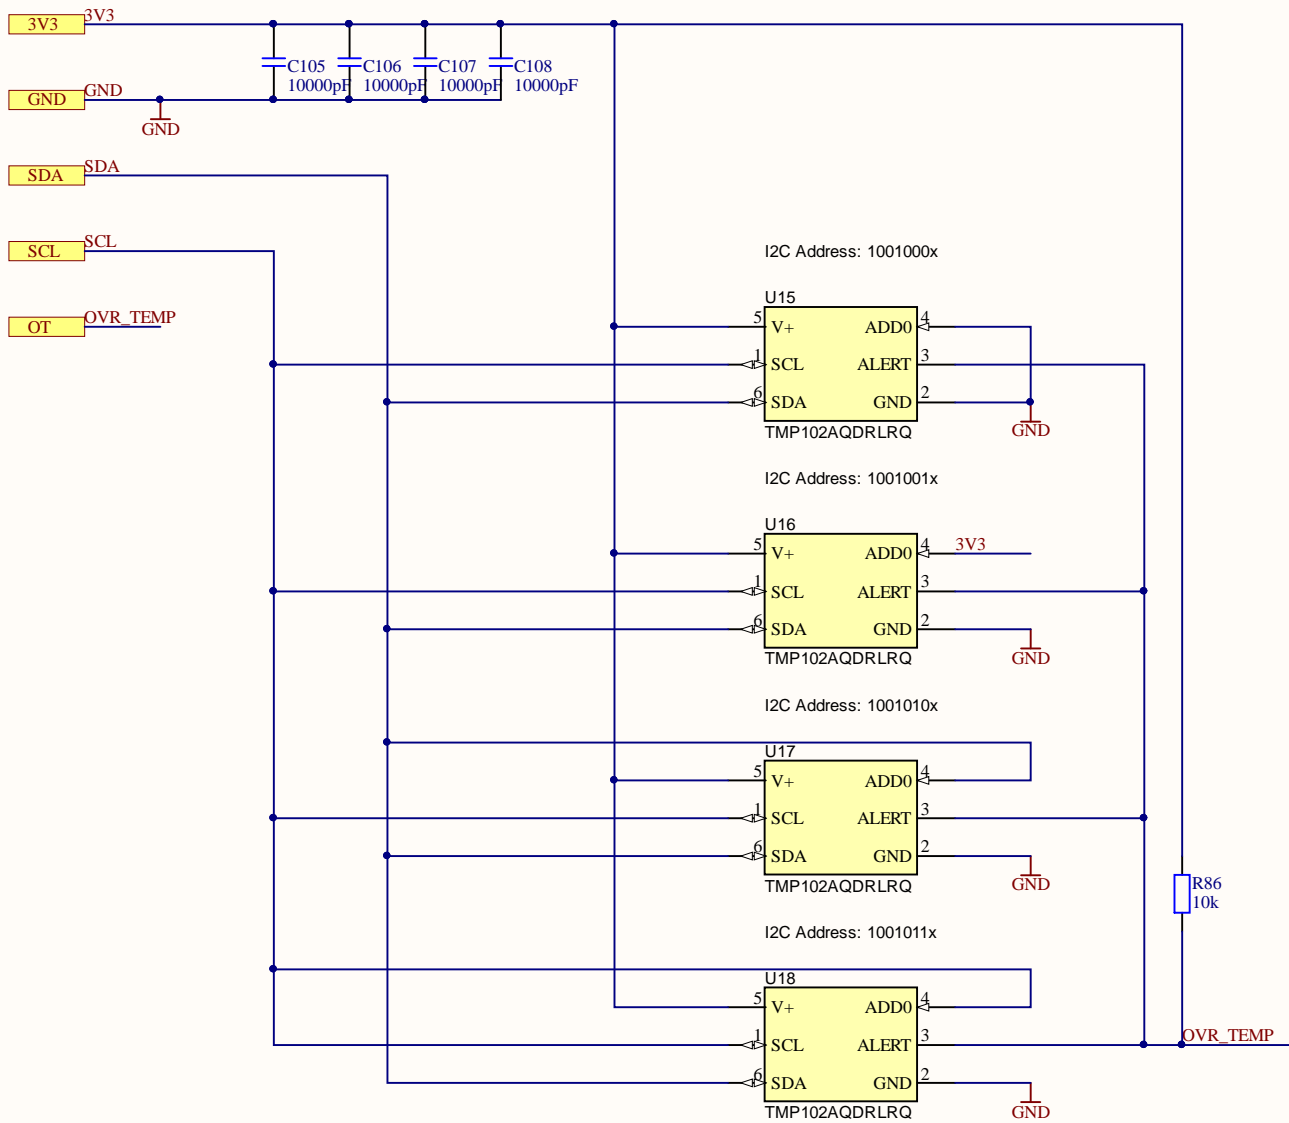 3V3 3V3
C105 C106 C107 C108
10000pF 10000pF 10000pF 10000pF
GND GND
GND
SDA SDA
SCL SCL
OT OVR_TEMP
I2C Address: 1001000x
U15
5 V+ ADD0 4
1 SCL ALERT 3
6 SDA GND 2
TMP102AQDRLRQ
GND
I2C Address: 1001001x
U16
5 V+ ADD0 4 3V3
1 SCL ALERT 3
6 SDA GND 2
TMP102AQDRLRQ
GND
I2C Address: 1001010x
U17
5 V+ ADD0 4
1 SCL ALERT 3
6 SDA GND 2
TMP102AQDRLRQ
GND
R86
10k
I2C Address: 1001011x
U18
5 V+ ADD0 4
1 SCL ALERT 3 OVR_TEMP
6 SDA GND 2
TMP102AQDRLRQ
GND